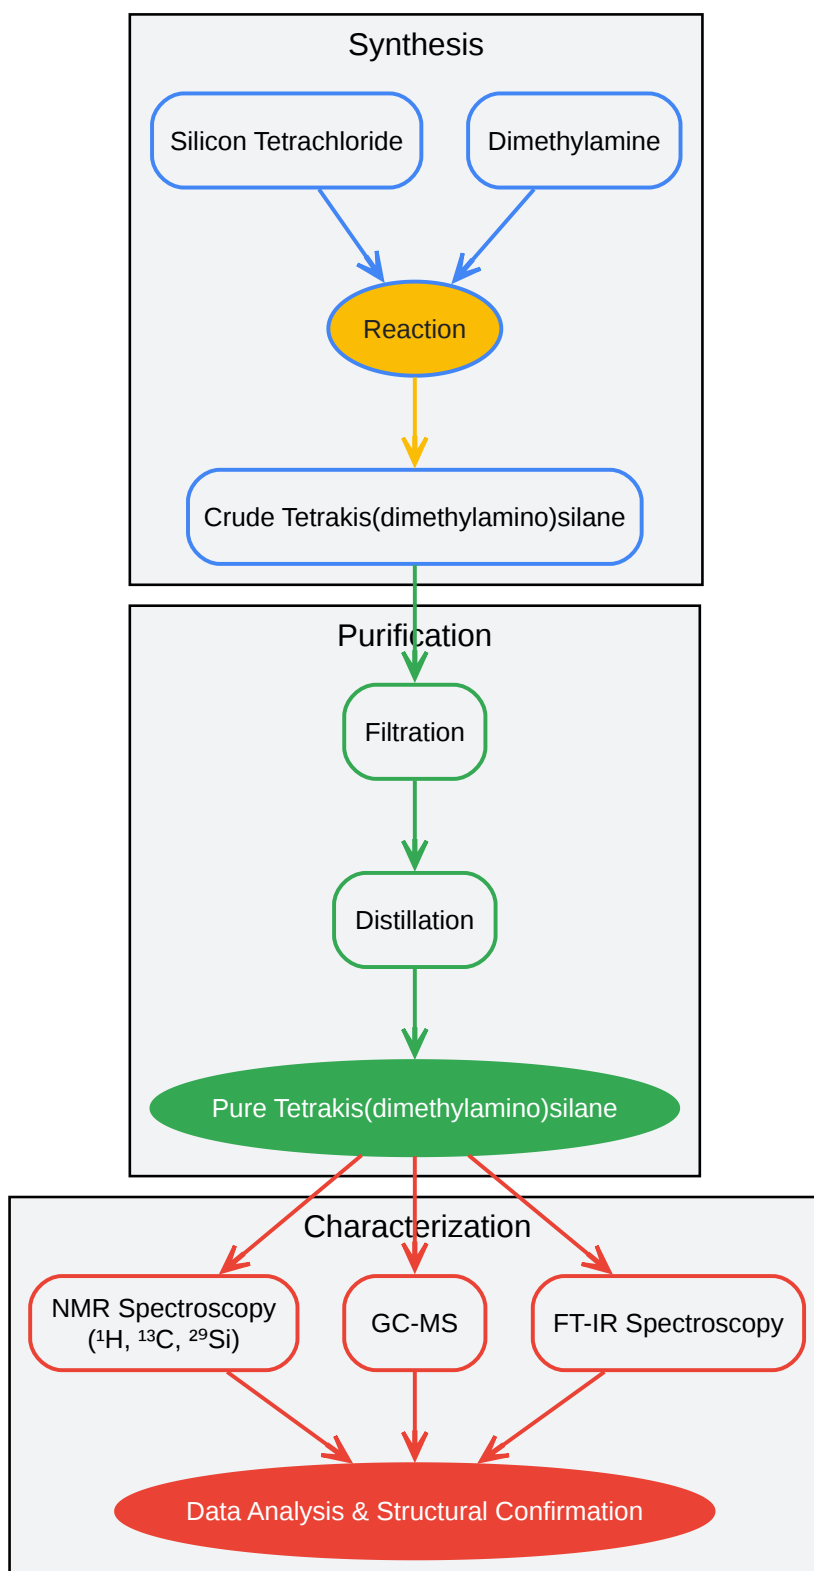 Synthesis
Silicon Tetrachloride
Dimethylamine
Reaction
Crude Tetrakis(dimethylamino)silane
Purification
Filtration
Distillation
Pure Tetrakis(dimethylamino)silane
Characterization
NMR Spectroscopy
(¹H, ¹³C, ²⁹Si)
GC-MS
FT-IR Spectroscopy
Data Analysis & Structural Confirmation